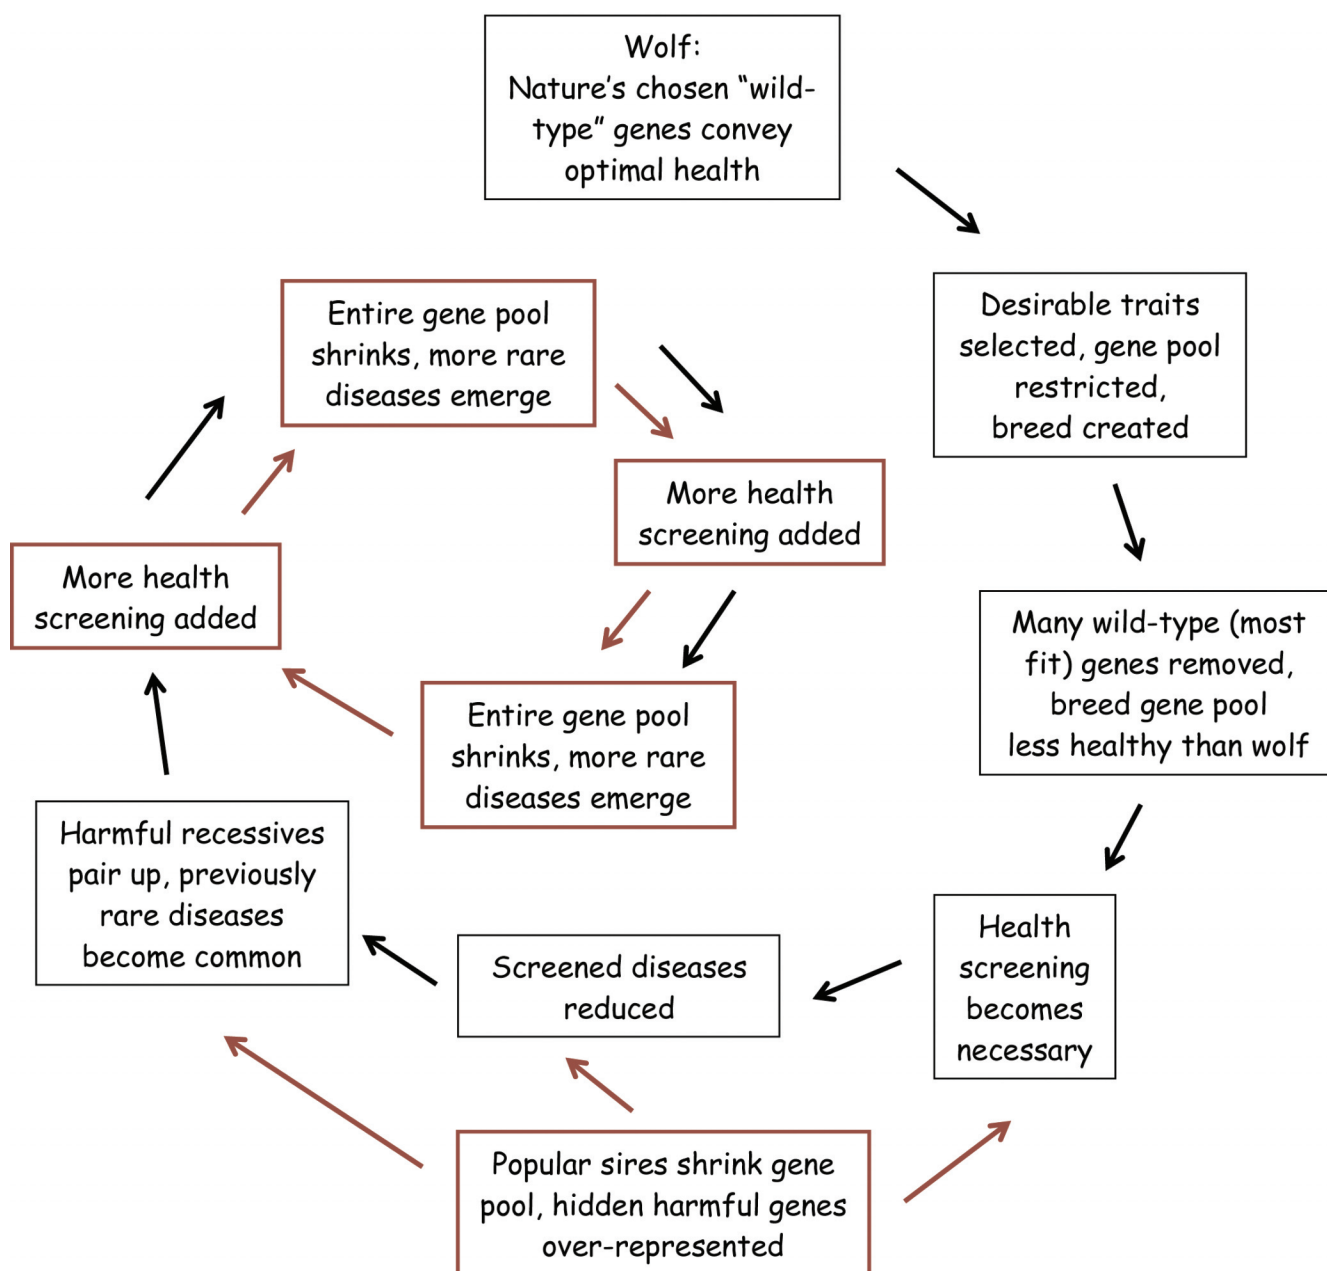 Wolf:
Nature’s chosen “wild-
type” genes convey
optimal health
Desirable traits
selected, gene pool
restricted,
breed created
Many wild-type (most
fit) genes removed,
breed gene pool
less healthy than wolf
Health
screening
becomes
necessary
Screened diseases
reduced
Harmful recessives
pair up, previously
rare diseases
become common
More health
screening added
Entire gene pool
shrinks, more rare
diseases emerge
More health
screening added
Entire gene pool
shrinks, more rare
diseases emerge
Popular sires shrink gene
pool, hidden harmful genes
over-represented